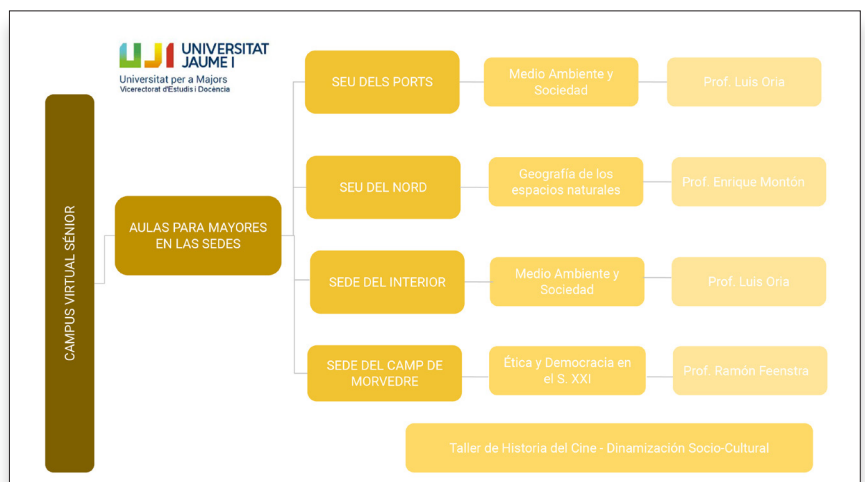 UJI UNIVERSITAT
JAUME I
Universitat per a Majors
Vicerectorat d'Estudis i Docència
CAMPUS VIRTUAL SÉNIOR
AULAS PARA MAYORES
EN LAS SEDES
SEU DELS PORTS
Medio Ambiente y
Sociedad
Prof. Luis Oria
SEU DEL NORD
Geografía de los
espacios naturales
Prof. Enrique Montón
SEDE DEL INTERIOR
Medio Ambiente y
Sociedad
Prof. Luis Oria
SEDE DEL CAMP DE
MORVEDRE
Ética y Democracia en
el S. XXI
Prof. Ramón Feenstra
Taller de Historia del Cine - Dinamización Socio-Cultural